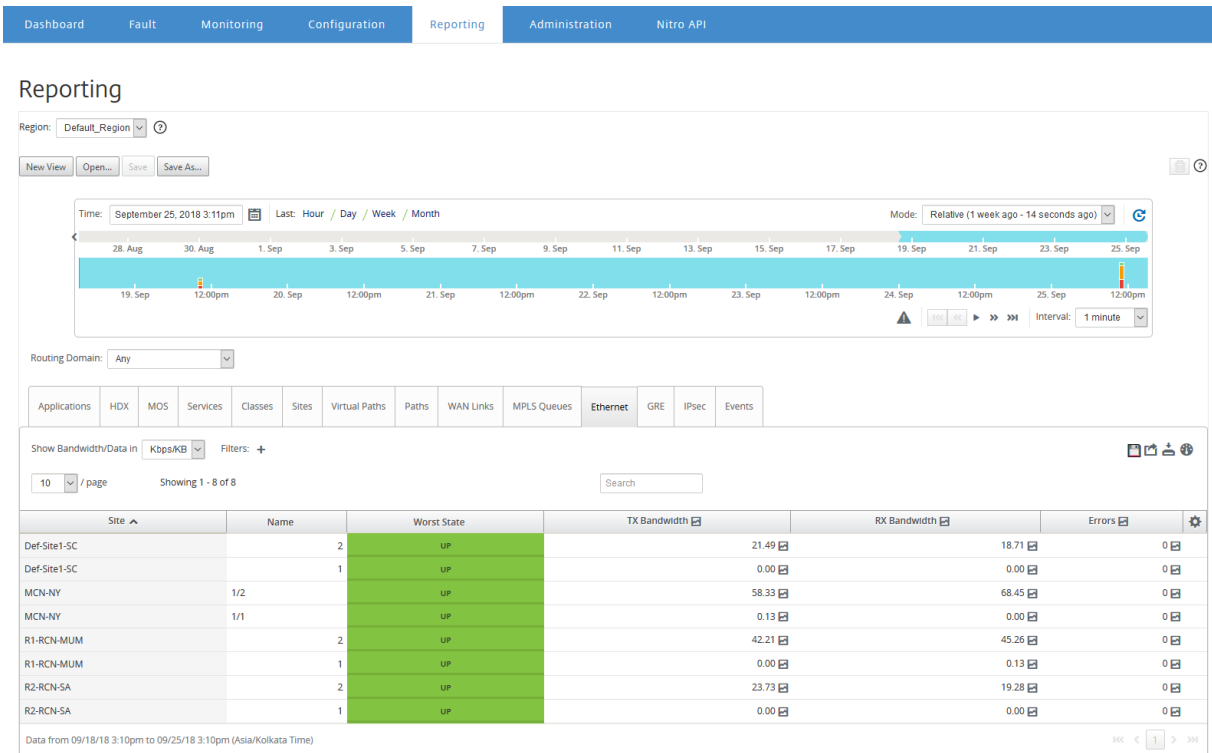 Dashboard Fault Monitoring Configuration Reporting Administration Nitro API
Reporting
Region: Default_Region ?
New View Open... Save Save As... ?
Time: September 25, 2018 3:11pm Last: Hour / Day / Week / Month Mode: Relative (1 week ago - 14 seconds ago)
28. Aug 30. Aug 1. Sep 3. Sep 5. Sep 7. Sep 9. Sep 11. Sep 13. Sep 15. Sep 17. Sep 19. Sep 21. Sep 23. Sep 25. Sep
19. Sep 12:00pm 20. Sep 12:00pm 21. Sep 12:00pm 22. Sep 12:00pm 23. Sep 12:00pm 24. Sep 12:00pm 25. Sep 12:00pm
Interval: 1 minute
Routing Domain: Any
Applications HDX MOS Services Classes Sites Virtual Paths Paths WAN Links MPLS Queues Ethernet GRE IPsec Events
Show Bandwidth/Data in Kbps/KB Filters: +
10 / page Showing 1 - 8 of 8 Search
Site Name Worst State TX Bandwidth RX Bandwidth Errors
Def-Site1-SC 2 UP 21.49 18.71 0
Def-Site1-SC 1 UP 0.00 0.00 0
MCN-NY 1/2 UP 58.33 68.45 0
MCN-NY 1/1 UP 0.13 0.00 0
R1-RCN-MUM 2 UP 42.21 45.26 0
R1-RCN-MUM 1 UP 0.00 0.13 0
R2-RCN-SA 2 UP 23.73 19.28 0
R2-RCN-SA 1 UP 0.00 0.00 0
Data from 09/18/18 3:10pm to 09/25/18 3:10pm (Asia/Kolkata Time) 1